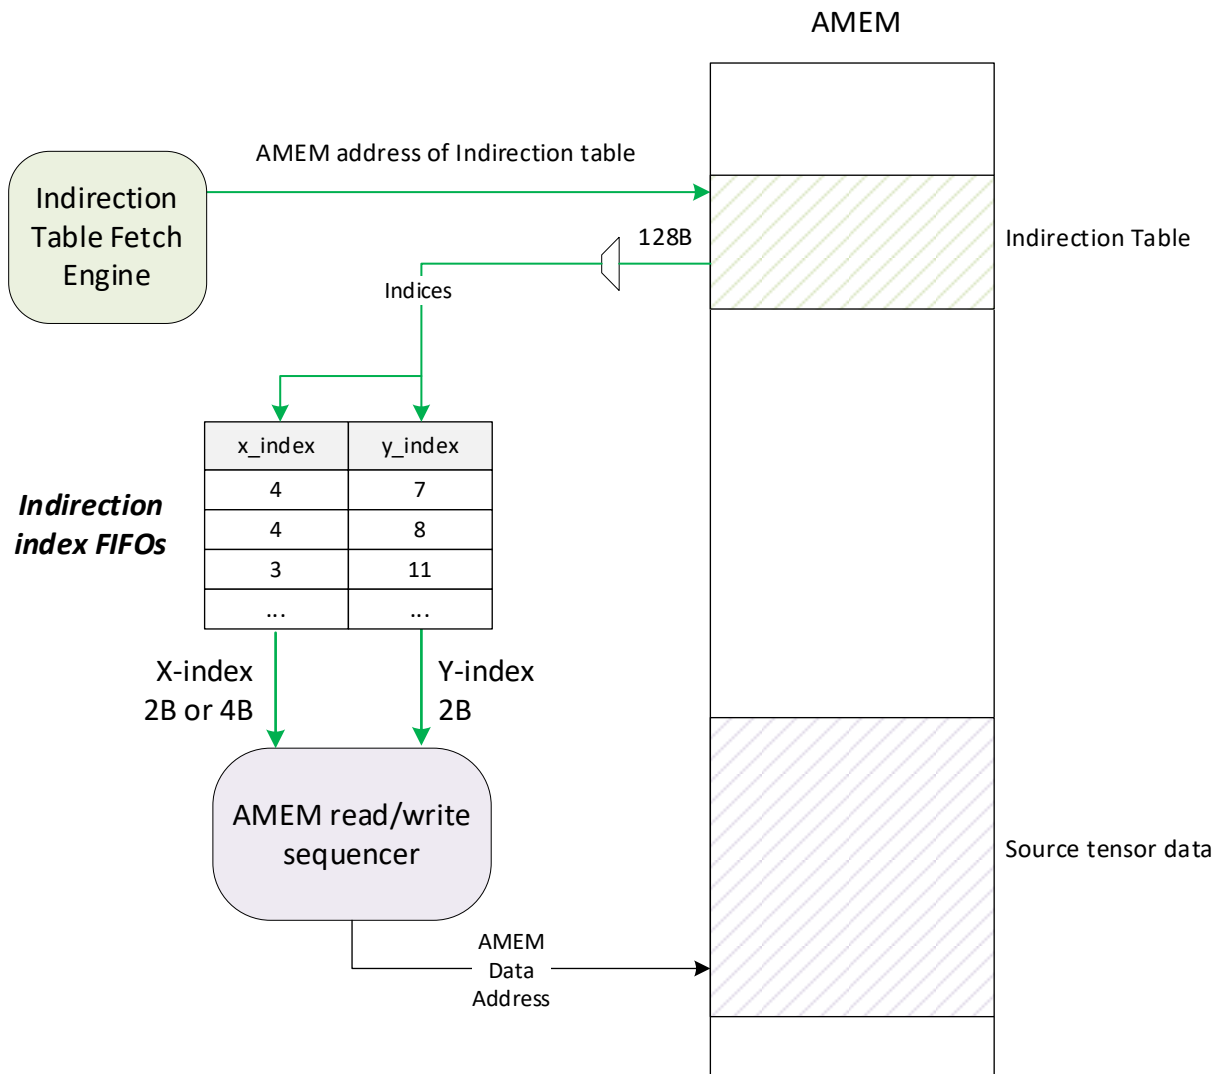 AMEM
AMEM address of Indirection table
Indirection
Table Fetch
Engine
128B
Indirection Table
Indices
x_index y_index
4 7
4 8
3 11
... ...
Indirection
index FIFOs
X-index
2B or 4B
Y-index
2B
AMEM read/write
sequencer
Source tensor data
AMEM
Data
Address